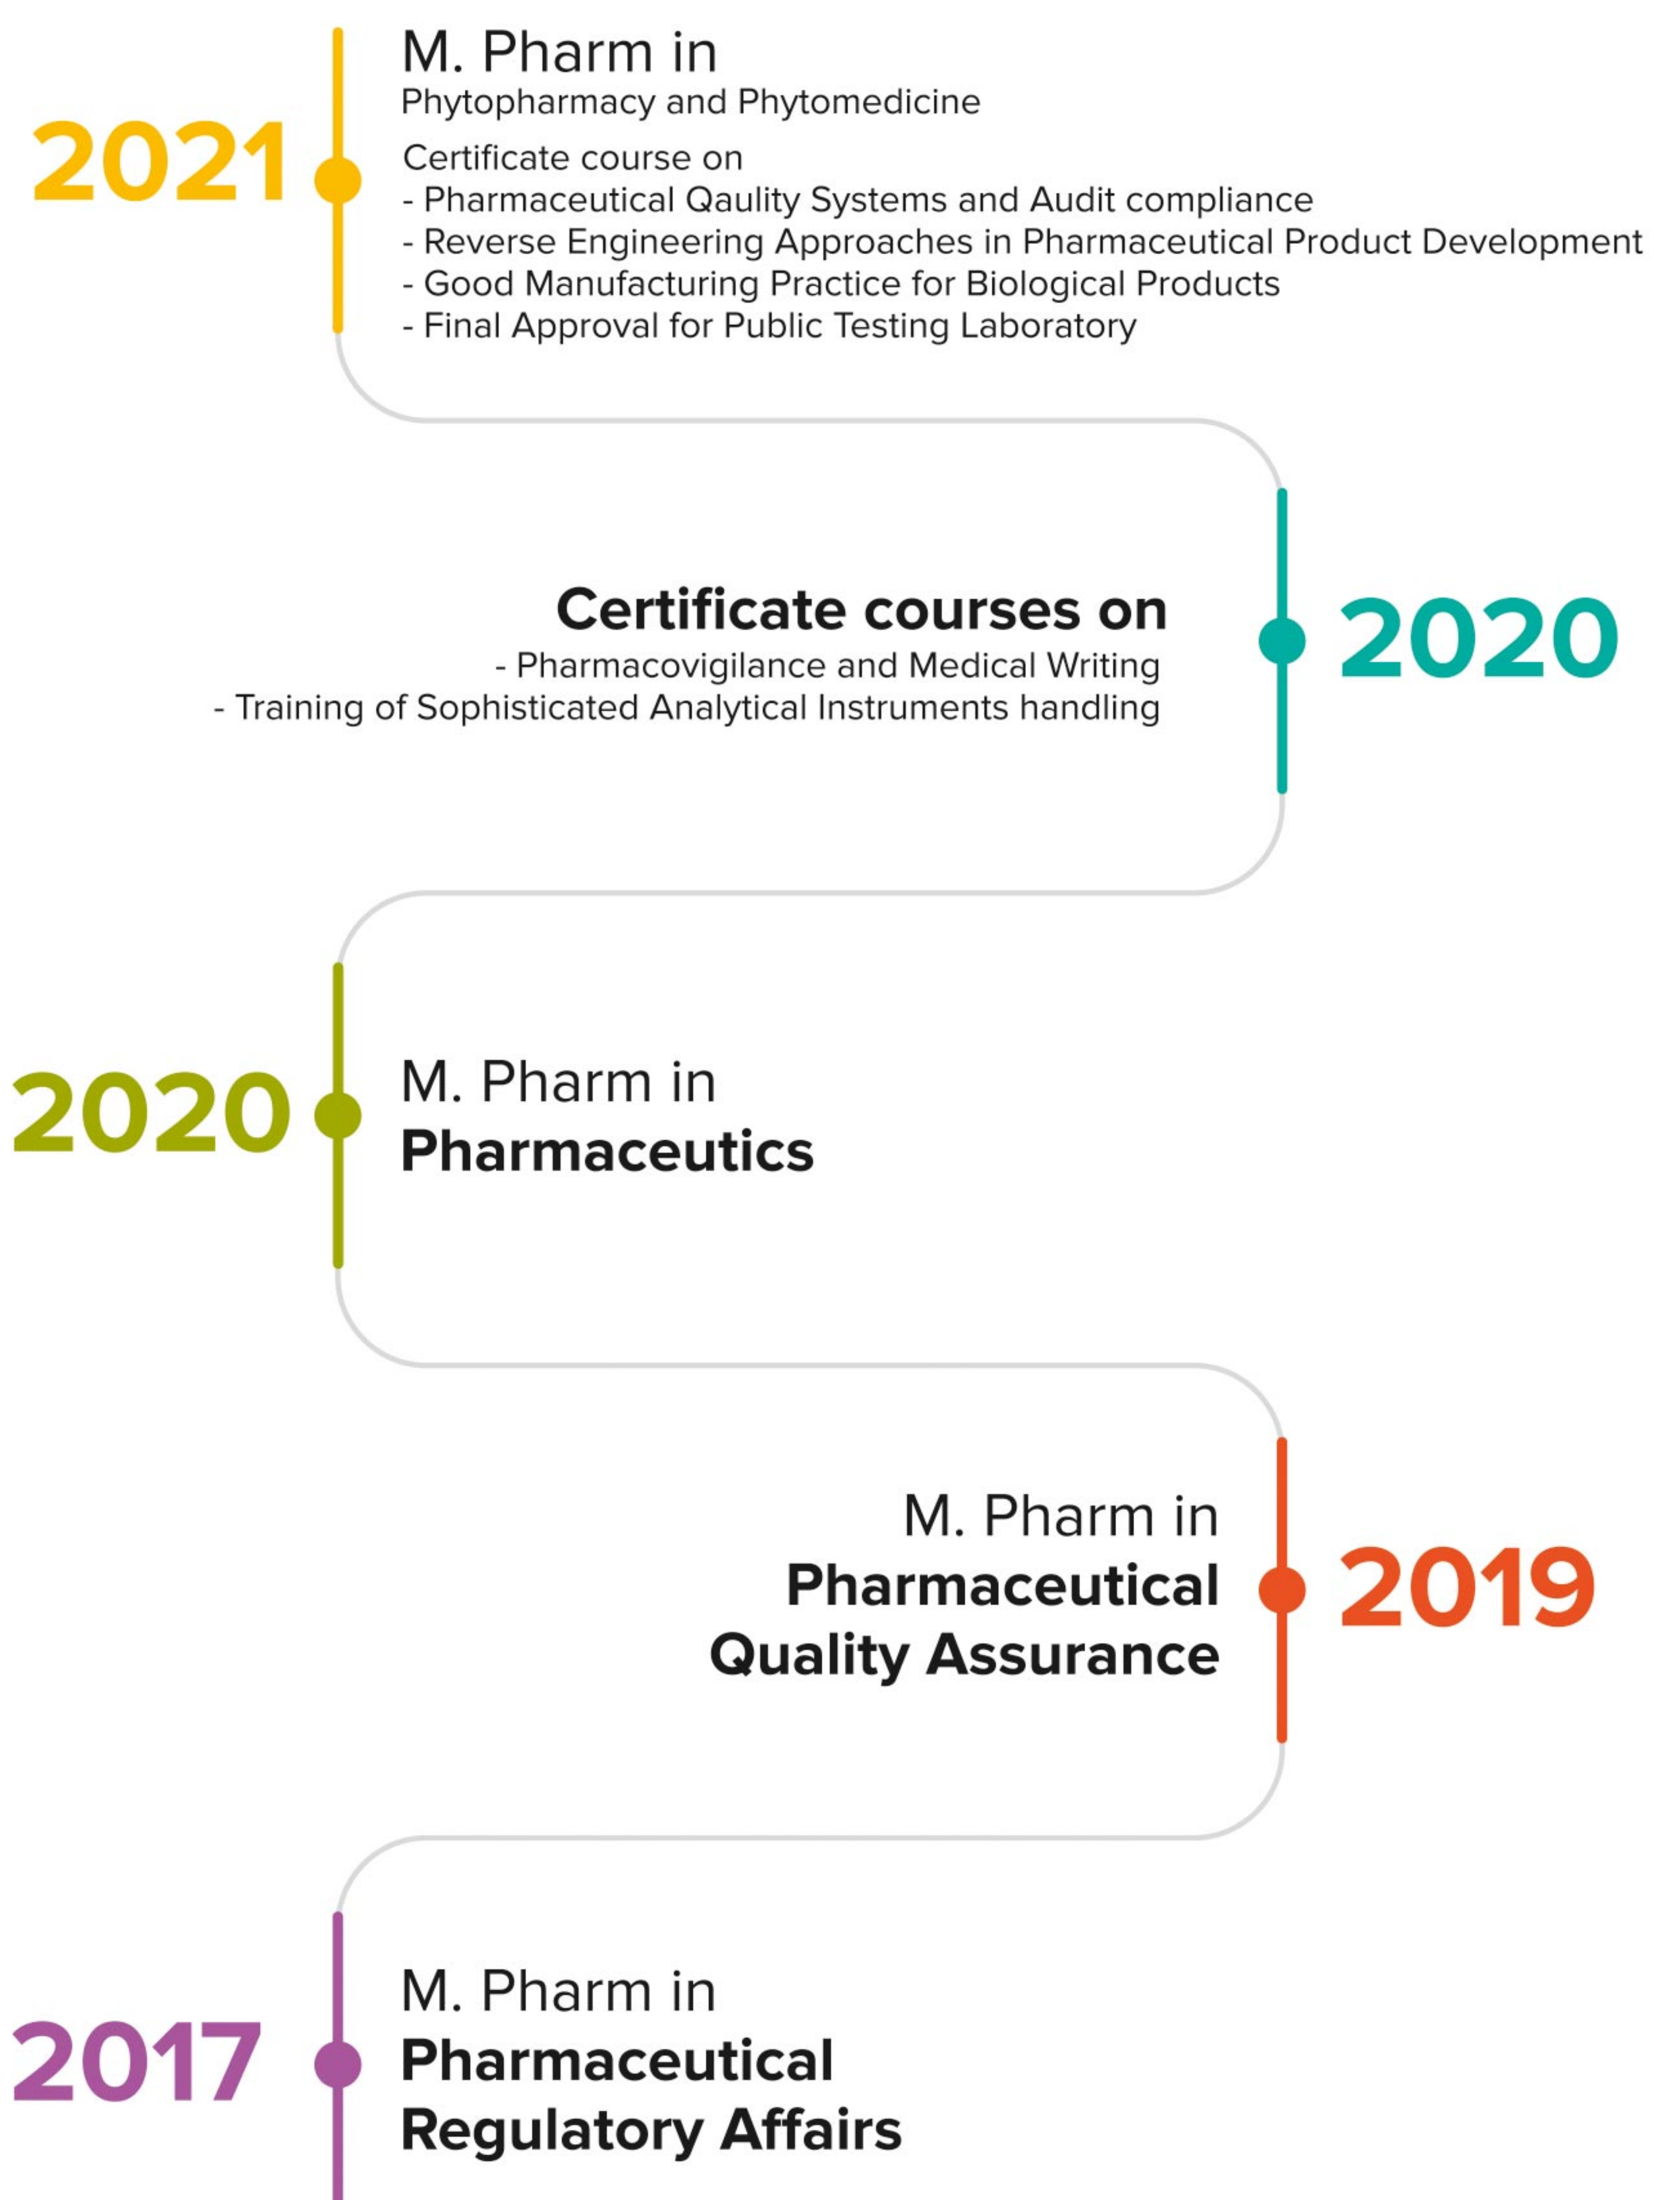 2021
M. Pharm in
Phytopharmacy and Phytomedicine
Certificate course on
- Pharmaceutical Qaulity Systems and Audit compliance
- Reverse Engineering Approaches in Pharmaceutical Product Development
- Good Manufacturing Practice for Biological Products
- Final Approval for Public Testing Laboratory
Certificate courses on
- Pharmacovigilance and Medical Writing
- Training of Sophisticated Analytical Instruments handling
2020
2020
M. Pharm in
Pharmaceutics
M. Pharm in
Pharmaceutical
Quality Assurance
2019
2017
M. Pharm in
Pharmaceutical
Regulatory Affairs